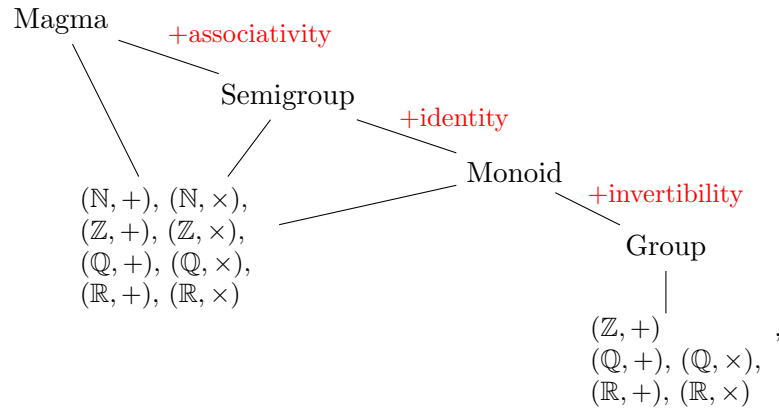 Magma
+associativity
Semigroup
+identity
Monoid
+invertibility
Group
(ℕ, +), (ℕ, ×),
(ℤ, +), (ℤ, ×),
(ℚ, +), (ℚ, ×),
(ℝ, +), (ℝ, ×)
(ℤ, +) ,
(ℚ, +), (ℚ, ×),
(ℝ, +), (ℝ, ×)